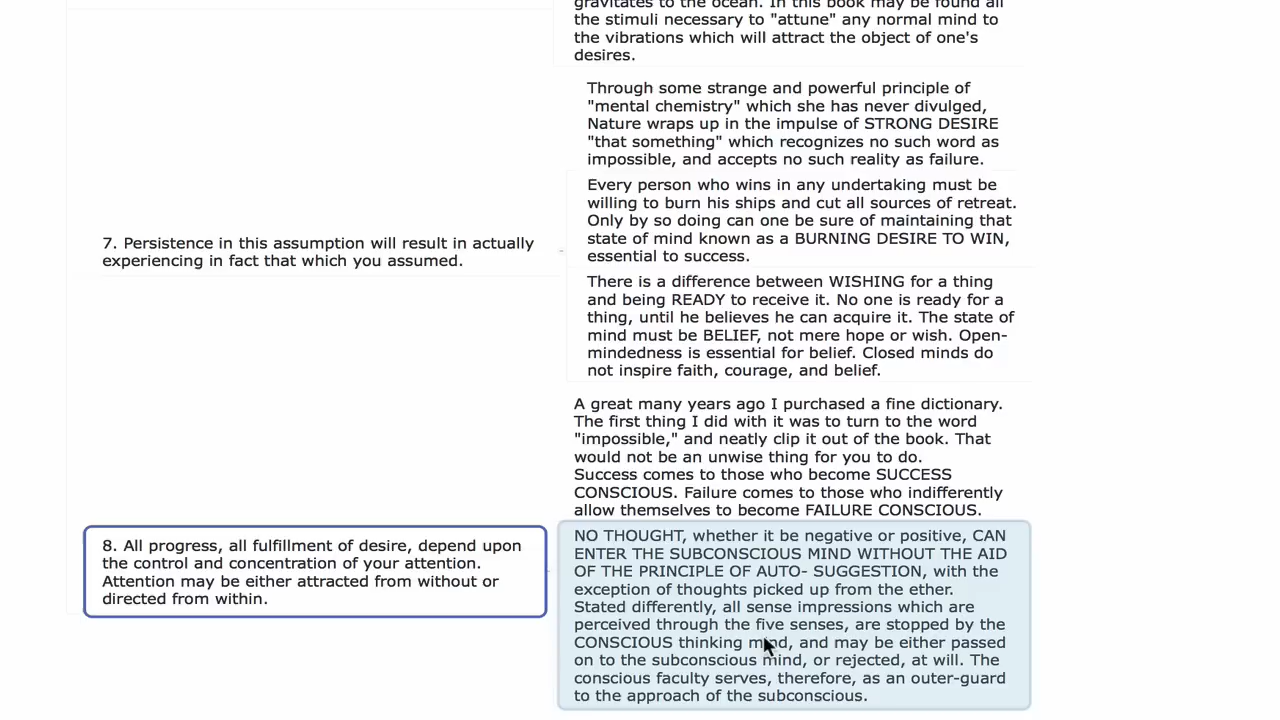 gravitates to the ocean. In this book may be found all
the stimuli necessary to "attune" any normal mind to
the vibrations which will attract the object of one's
desires.
Through some strange and powerful principle of
"mental chemistry" which she has never divulged,
Nature wraps up in the impulse of STRONG DESIRE
"that something" which recognizes no such word as
impossible, and accepts no such reality as failure.
Every person who wins in any undertaking must be
willing to burn his ships and cut all sources of retreat.
Only by so doing can one be sure of maintaining that
state of mind known as a BURNING DESIRE TO WIN,
essential to success.
7. Persistence in this assumption will result in actually
experiencing in fact that which you assumed.
There is a difference between WISHING for a thing
and being READY to receive it. No one is ready for a
thing, until he believes he can acquire it. The state of
mind must be BELIEF, not mere hope or wish. Open-
mindedness is essential for belief. Closed minds do
not inspire faith, courage, and belief.
A great many years ago I purchased a fine dictionary.
The first thing I did with it was to turn to the word
"impossible," and neatly clip it out of the book. That
would not be an unwise thing for you to do.
Success comes to those who become SUCCESS
CONSCIOUS. Failure comes to those who indifferently
allow themselves to become FAILURE CONSCIOUS.
8. All progress, all fulfillment of desire, depend upon
the control and concentration of your attention.
Attention may be either attracted from without or
directed from within.
NO THOUGHT, whether it be negative or positive, CAN
ENTER THE SUBCONSCIOUS MIND WITHOUT THE AID
OF THE PRINCIPLE OF AUTO- SUGGESTION, with the
exception of thoughts picked up from the ether.
Stated differently, all sense impressions which are
perceived through the five senses, are stopped by the
CONSCIOUS thinking mind, and may be either passed
on to the subconscious mind, or rejected, at will. The
conscious faculty serves, therefore, as an outer-guard
to the approach of the subconscious.